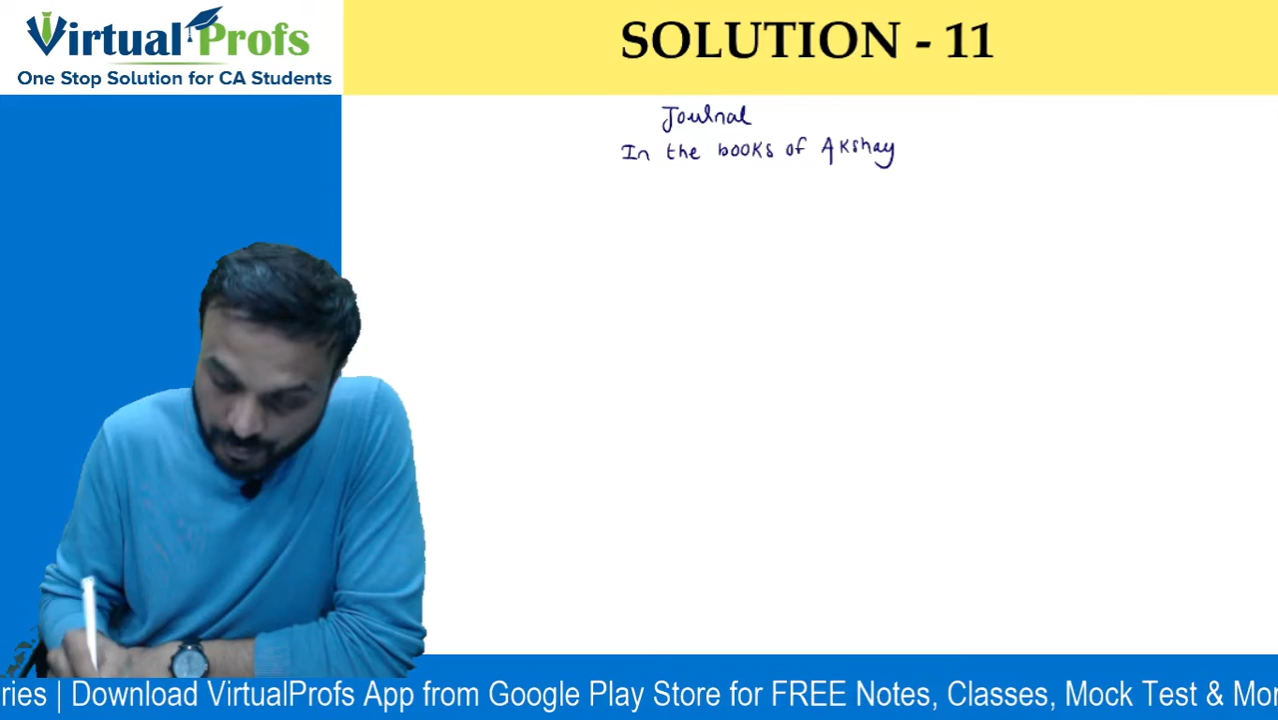 Virtual Profs
One Stop Solution for CA Students
SOLUTION - 11
Journal
In the books of Akshay
ries | Download VirtualProfs App from Google Play Store for FREE Notes, Classes, Mock Test & Mor